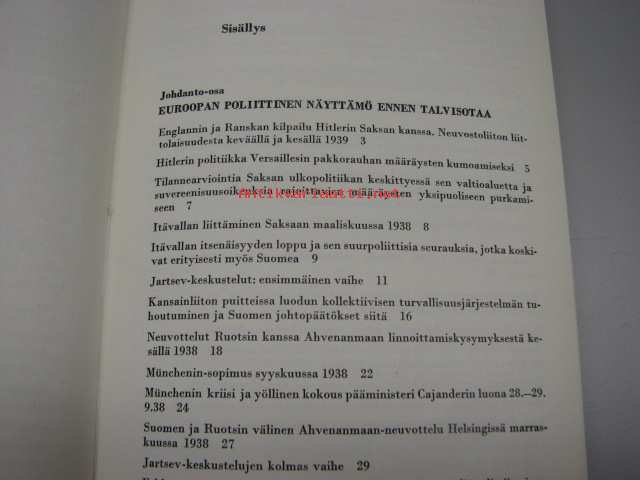 Sisällys
Johdanto-osa
EUROOPAN POLIITTINEN NÄYTTÄMÖ ENNEN TALVISOTAA
Englannin ja Ranskan kilpailu Hitlerin Saksan kanssa. Neuvostoliiton liit-
tolaisuudesta keväällä ja kesällä 1939 3
Hitlerin politiikka Versaillesin pakkorauhan määräysten kumoamiseksi 5
Tilannearviointia Saksan ulkopolitiikan keskittyessä sen valtioaluetta ja
suvereenisuusoikeuksia rajoittavien määräysten yksipuoliseen purkami-
seen 7
Itävallan liittäminen Saksaan maaliskuussa 1938 8
Itävallan itsenäisyyden loppu ja sen suurpoliittisia seurauksia, jotka koski-
vat erityisesti myös Suomea 9
Jartsev-keskustelut: ensimmäinen vaihe 11
Kansainliiton puitteissa luodun kollektiivisen turvallisuusjärjestelmän tu-
houtuminen ja Suomen johtopäätökset siitä 16
Neuvottelut Ruotsin kanssa Ahvenanmaan linnoittamiskysymyksestä ke-
sällä 1938 18
Münchenin-sopimus syyskuussa 1938 22
Münchenin kriisi ja yöllinen kokous pääministeri Cajanderin luona 28.—29.
9.38 24
Suomen ja Ruotsin välinen Ahvenanmaan-neuvottelu Helsingissä marras-
kuussa 1938 27
Jartsev-keskustelujen kolmas vaihe 29